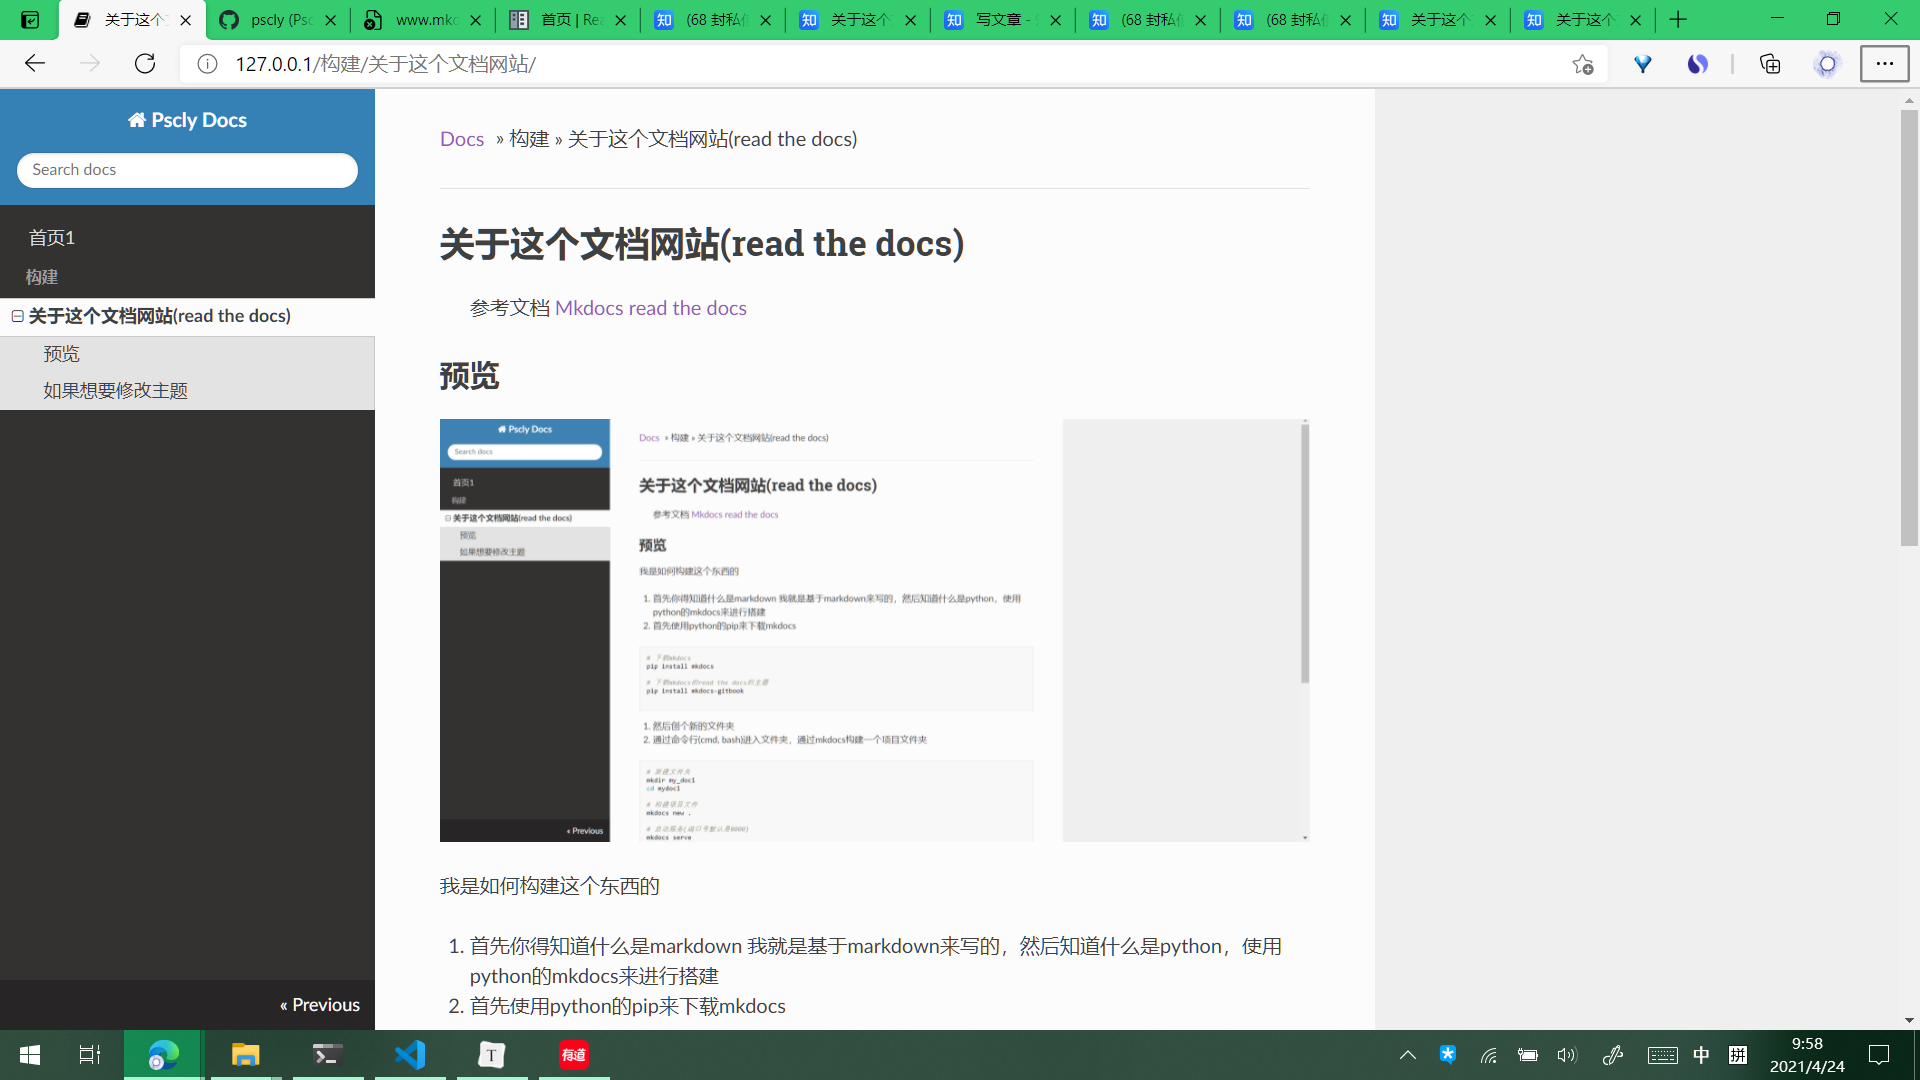 关于这个
pscly (Psc
www.mkd
首页 | Rea
(68 封私信
关于这个
写文章 -
(68 封私信
(68 封私信
关于这个
关于这个
127.0.0.1/构建/关于这个文档网站/
Pscly Docs
Search docs
首页1
构建
关于这个文档网站(read the docs)
预览
如果想要修改主题
« Previous
Docs » 构建 » 关于这个文档网站(read the docs)
关于这个文档网站(read the docs)
参考文档 Mkdocs read the docs
预览
Pscly Docs
Search docs
首页1
构建
关于这个文档网站(read the docs)
预览
如果想要修改主题
« Previous
Docs » 构建 » 关于这个文档网站(read the docs)
关于这个文档网站(read the docs)
参考文档 Mkdocs read the docs
预览
我是如何构建这个东西的
1. 首先你得知道什么是markdown 我就是基于markdown来写的，然后知道什么是python，使用
python的mkdocs来进行搭建
2. 首先使用python的pip来下载mkdocs
# 下载mkdocs
pip install mkdocs
# 下载mkdocs的read the docs的主题
pip install mkdocs-gitbook
1. 然后创个新的文件夹
2. 通过命令行(cmd, bash)进入文件夹，通过mkdocs构建一个项目文件夹
# 新建文件夹
mkdir my_doc1
cd mydoc1
# 构建项目文件
mkdocs new .
# 启动服务(端口号默认是8000)
mkdocs serve
我是如何构建这个东西的
1. 首先你得知道什么是markdown 我就是基于markdown来写的，然后知道什么是python，使用
python的mkdocs来进行搭建
2. 首先使用python的pip来下载mkdocs
T
有道
中
拼
9:58
2021/4/24